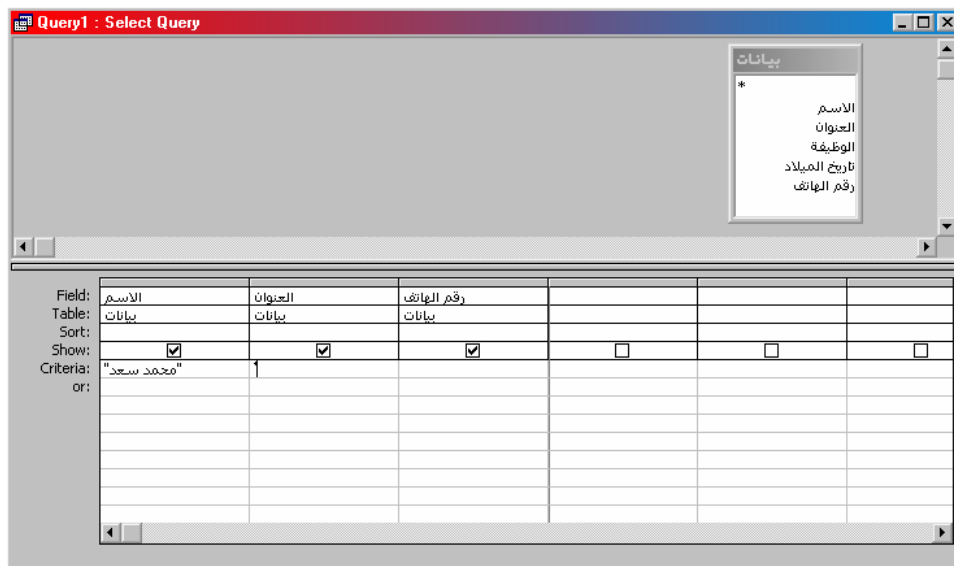 Query1 : Select Query
بيانات
*
الاسم
العنوان
الوظيفة
تاريخ الميلاد
رقم الهاتف
Field: الاسم العنوان رقم الهاتف
Table: بيانات بيانات بيانات
Sort:
Show:
Criteria: "محمد سعد"
or: